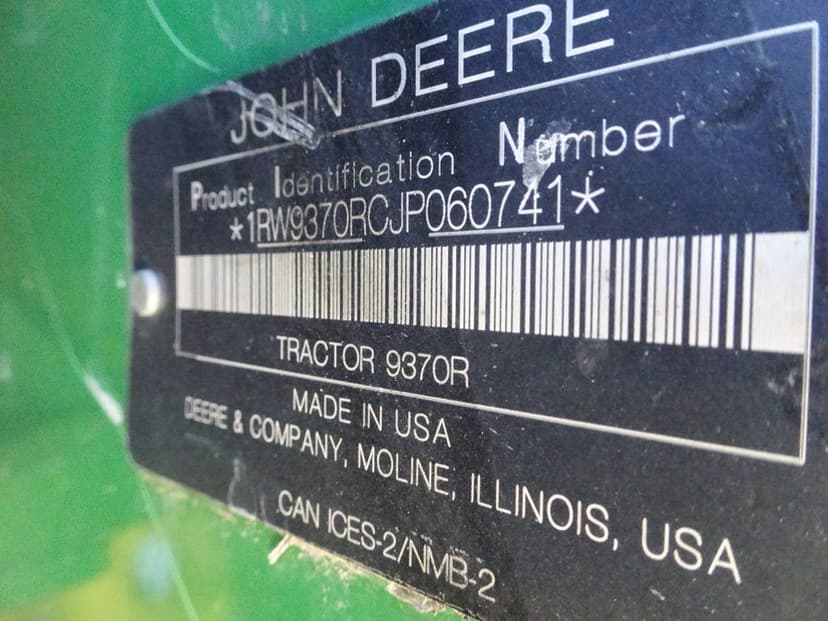 JOHN DEERE
Product Identification Number
*1RW9370RCJP060741*
TRACTOR 9370R
MADE IN USA
DEERE & COMPANY, MOLINE, ILLINOIS, USA
CAN ICES-2/NMB-2